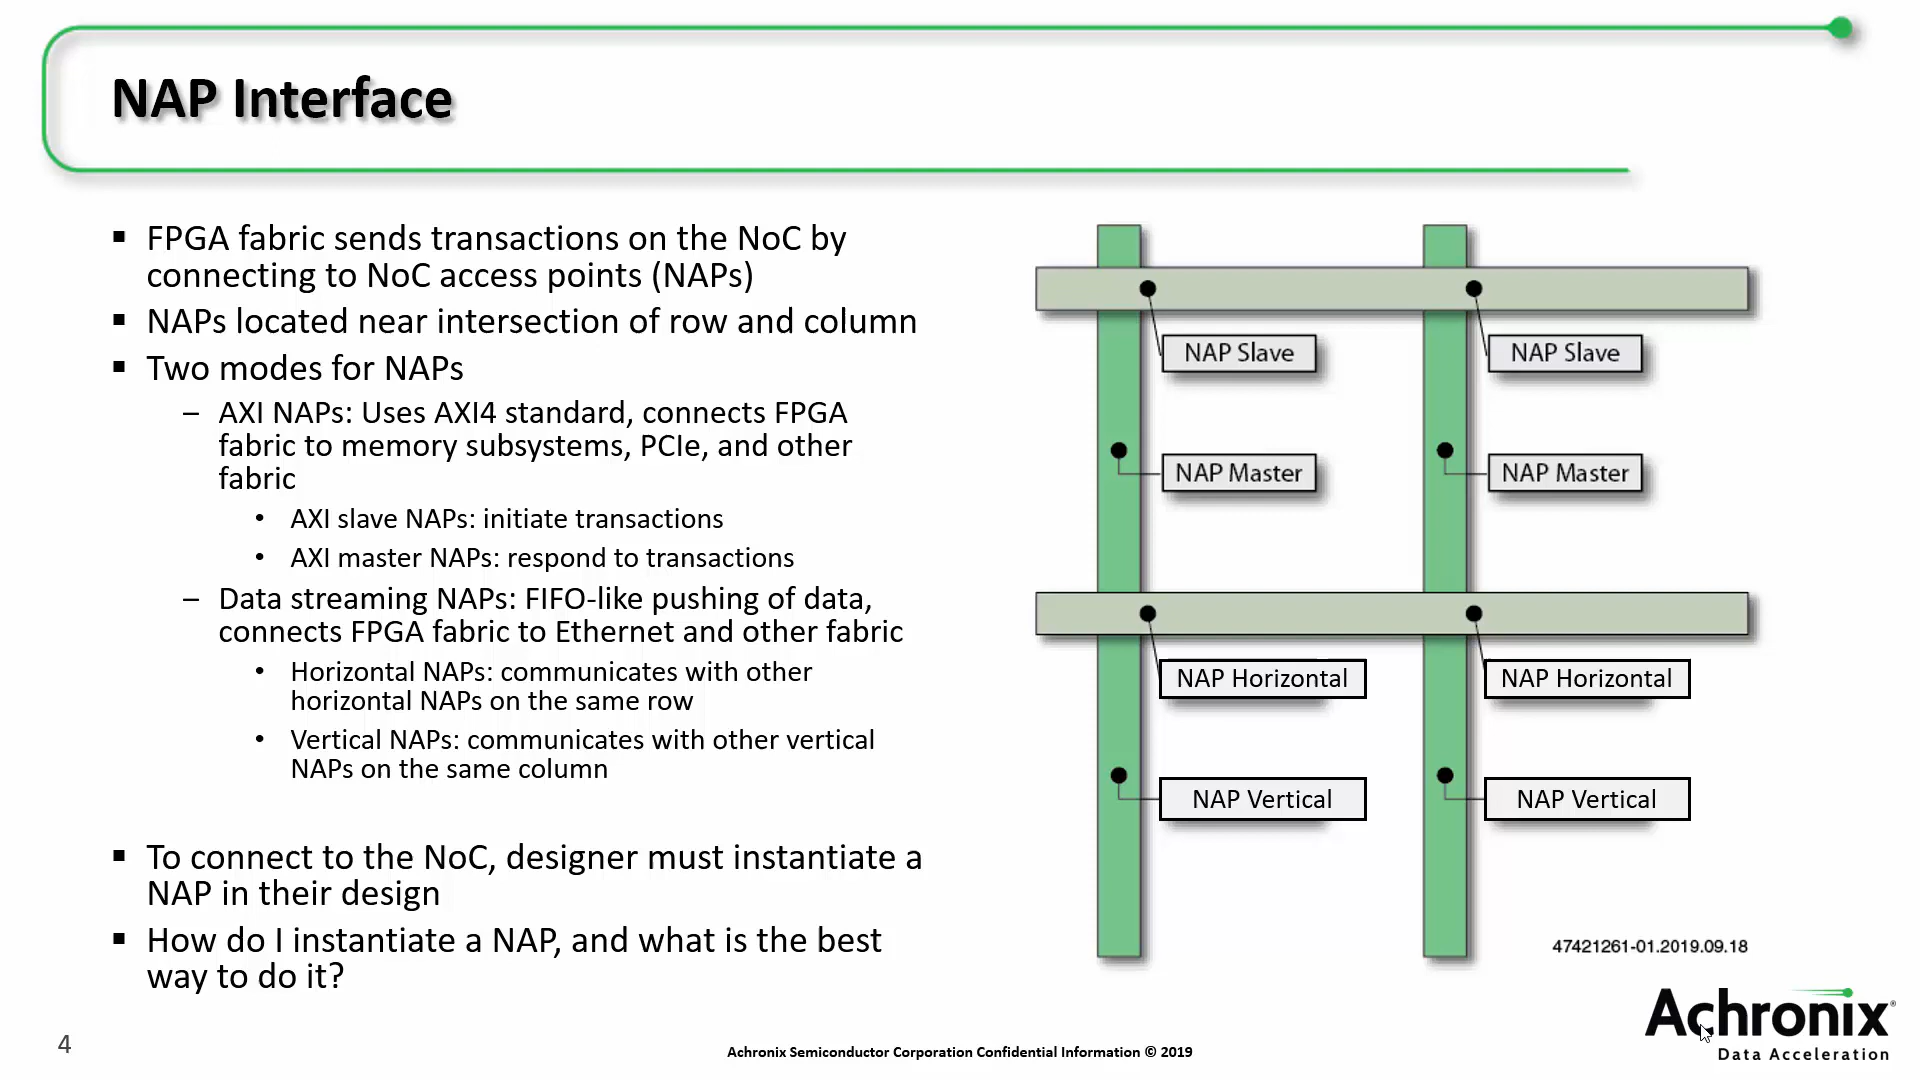 NAP Interface
▪ FPGA fabric sends transactions on the NoC by
connecting to NoC access points (NAPs)
▪ NAPs located near intersection of row and column
▪ Two modes for NAPs
– AXI NAPs: Uses AXI4 standard, connects FPGA
fabric to memory subsystems, PCIe, and other
fabric
• AXI slave NAPs: initiate transactions
• AXI master NAPs: respond to transactions
– Data streaming NAPs: FIFO-like pushing of data,
connects FPGA fabric to Ethernet and other fabric
• Horizontal NAPs: communicates with other
horizontal NAPs on the same row
• Vertical NAPs: communicates with other vertical
NAPs on the same column
▪ To connect to the NoC, designer must instantiate a
NAP in their design
▪ How do I instantiate a NAP, and what is the best
way to do it?
NAP Slave
NAP Slave
NAP Master
NAP Master
NAP Horizontal
NAP Horizontal
NAP Vertical
NAP Vertical
47421261-01.2019.09.18
4
Achronix Semiconductor Corporation Confidential Information © 2019
Achronix®
Data Acceleration